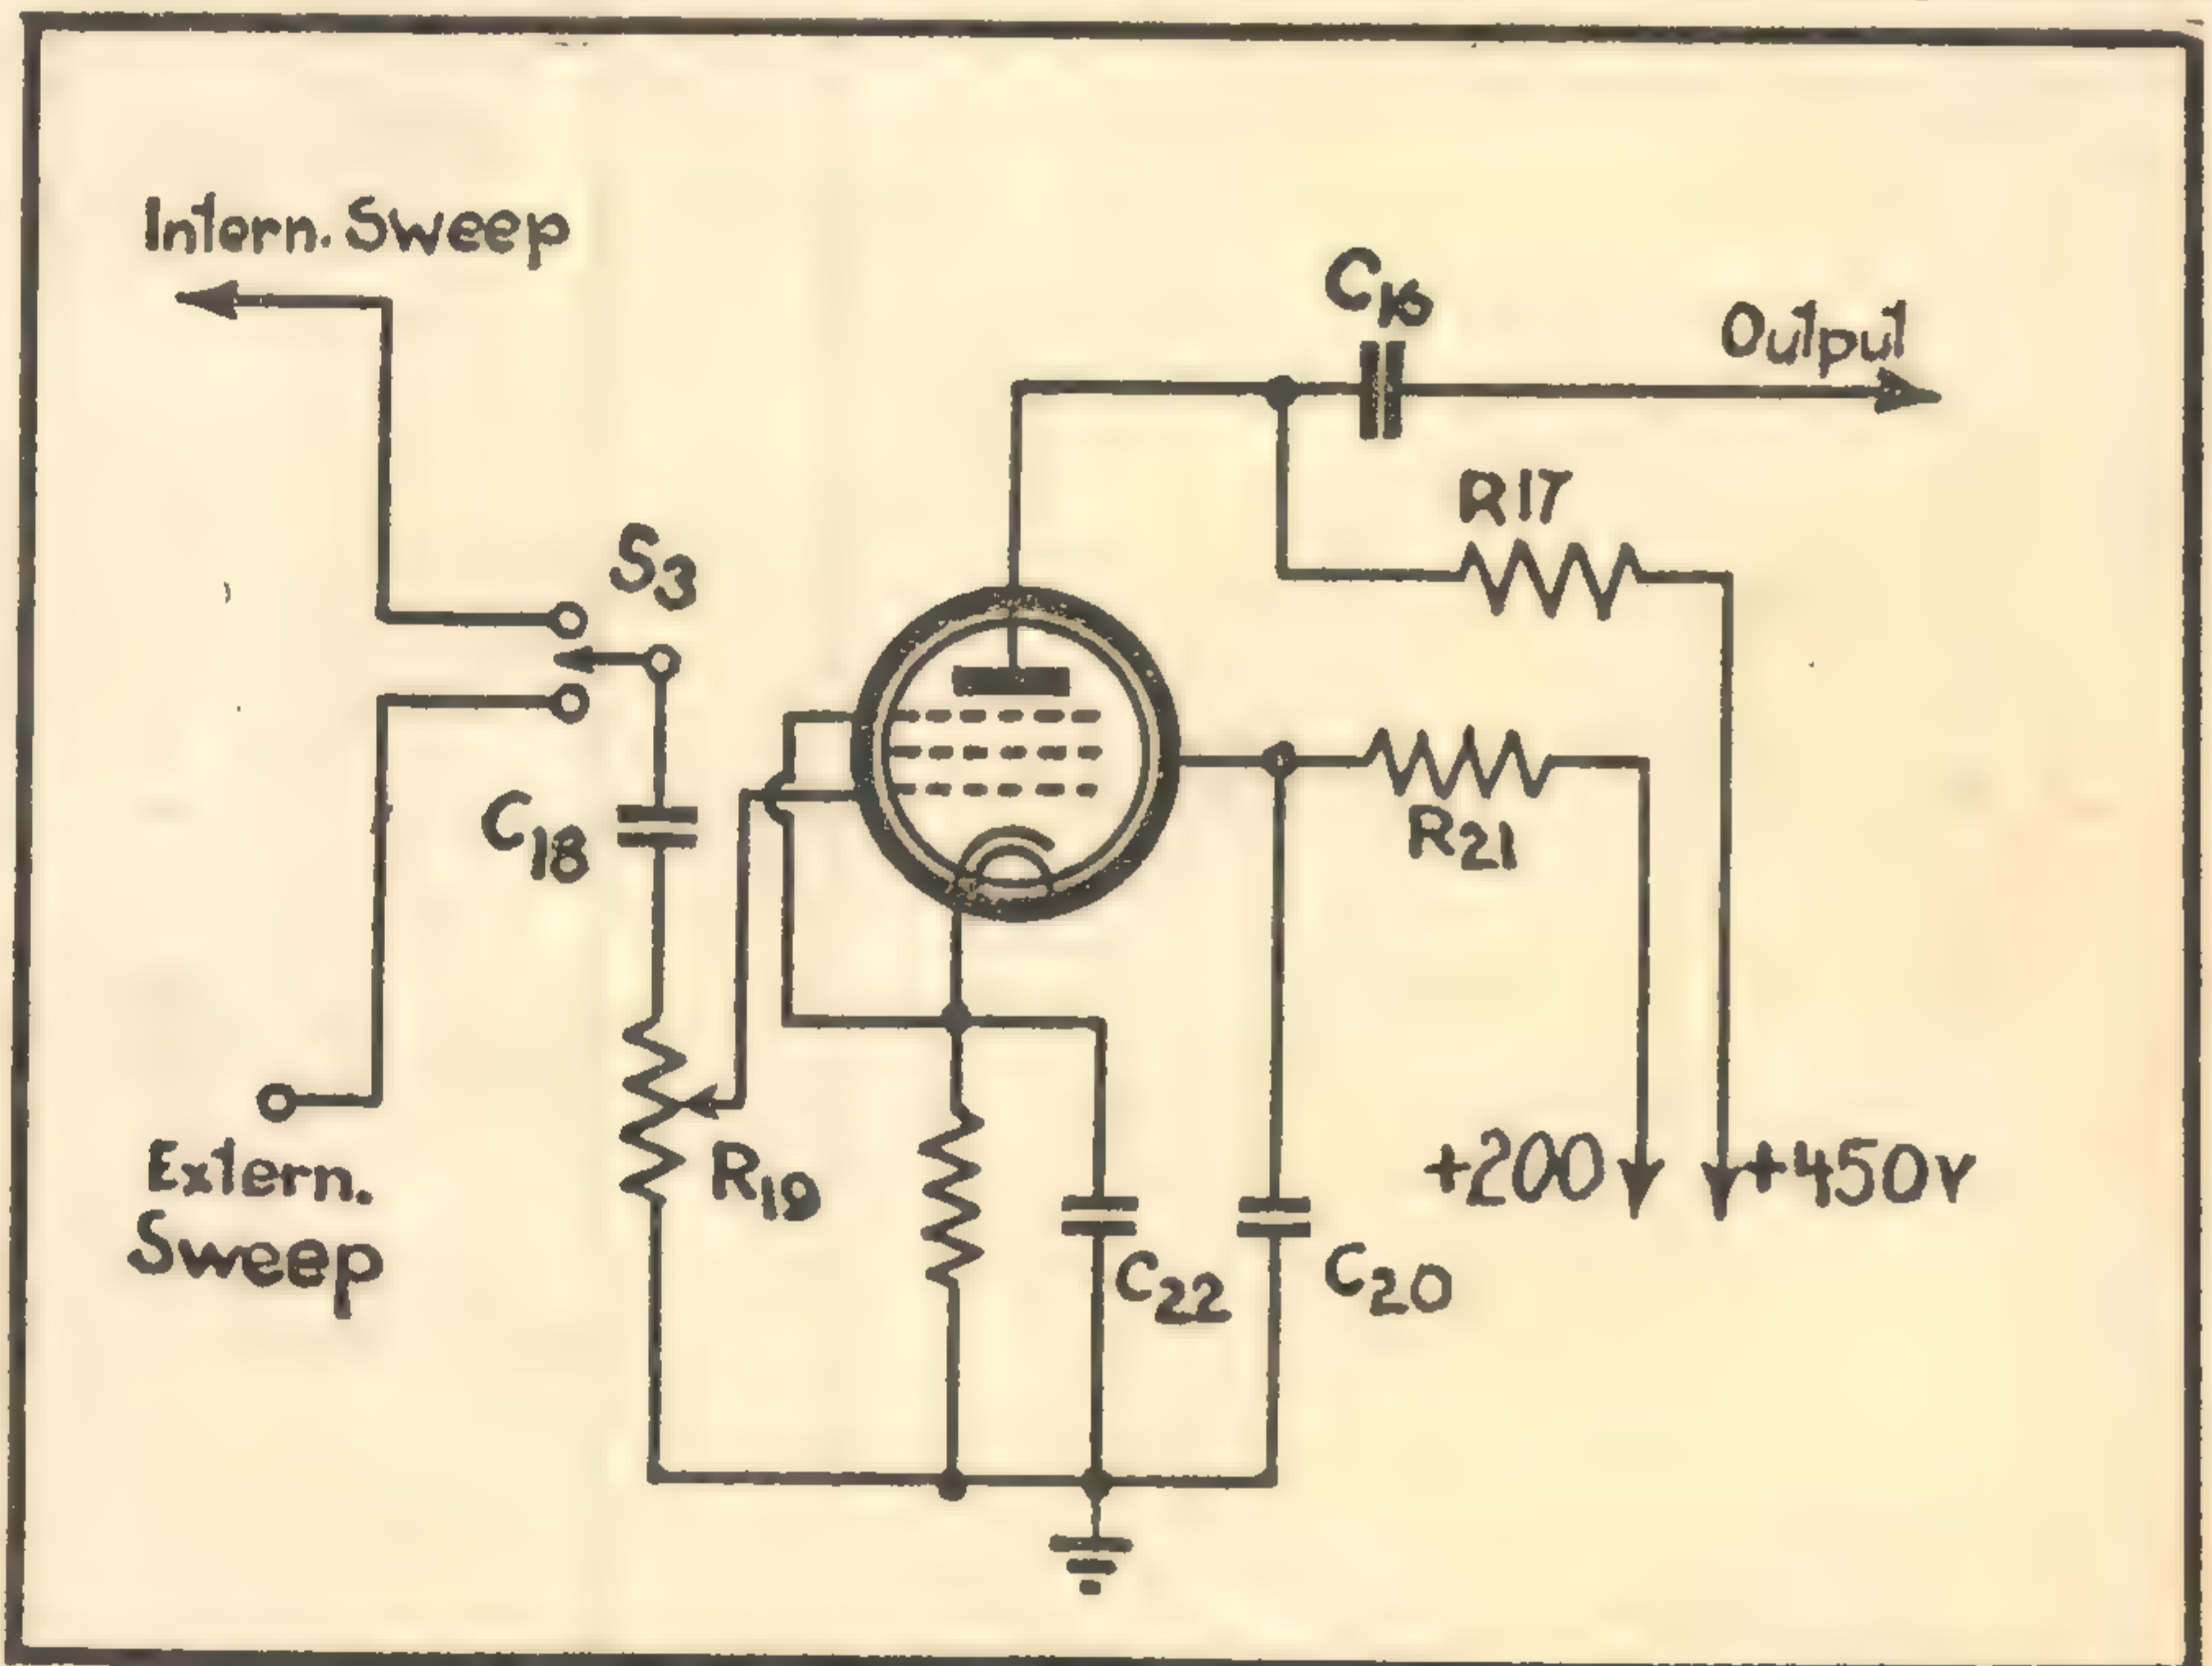 Intern. Sweep
C16
Output
R17
S3
C18
R21
Extern.
Sweep
R19
+200
+450v
C22
C20